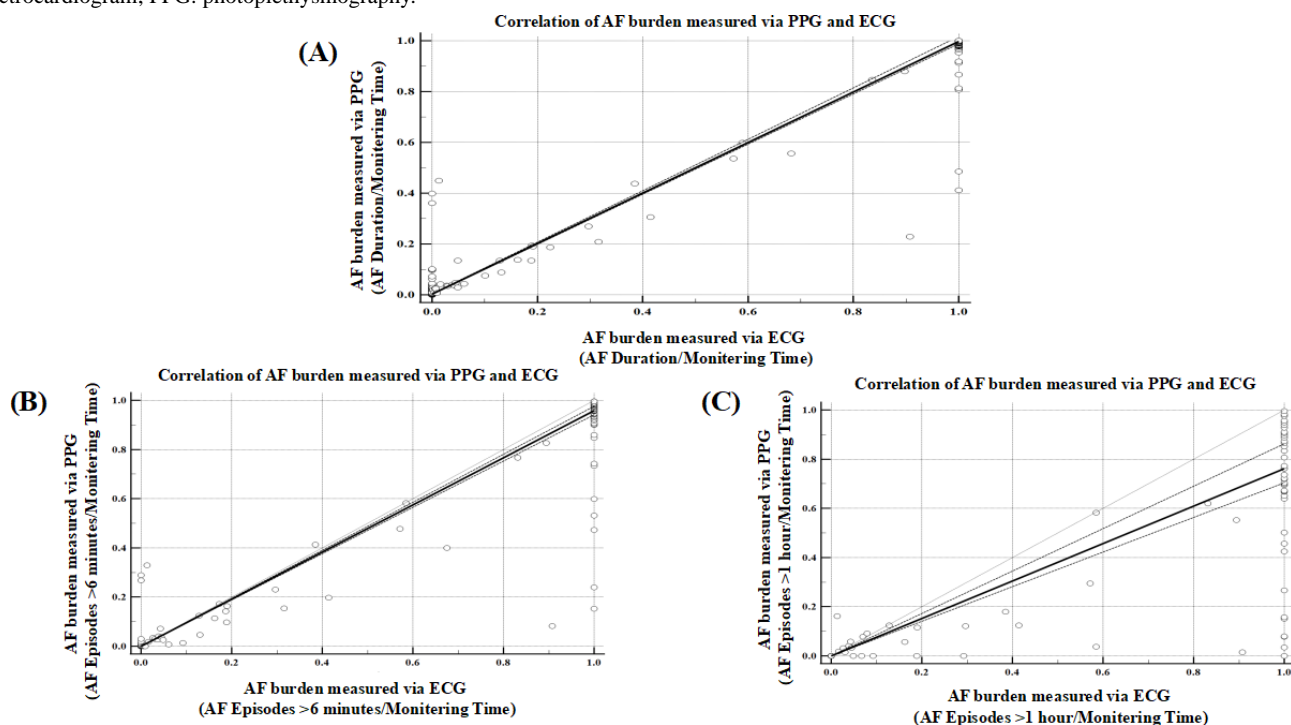 etrocardiogram; PPG: photoplethysmography.
Correlation of AF burden measured via PPG and ECG
(A)
AF burden measured via PPG
(AF Duration/Monitering Time)
1.0
0.8
0.6
0.4
0.2
0.0
0.0 0.2 0.4 0.6 0.8 1.0
AF burden measured via ECG
(AF Duration/Monitering Time)
Correlation of AF burden measured via PPG and ECG
(B)
AF burden measured via PPG
(AF Episodes >6 minutes/Monitering Time)
1.0
0.8
0.6
0.4
0.2
0.0
0.0 0.2 0.4 0.6 0.8 1.0
AF burden measured via ECG
(AF Episodes >6 minutes/Monitering Time)
Correlation of AF burden measured via PPG and ECG
(C)
AF burden measured via PPG
(AF Episodes >1 hour/Monitering Time)
1.0
0.8
0.6
0.4
0.2
0.0
0.0 0.2 0.4 0.6 0.8 1.0
AF burden measured via ECG
(AF Episodes >1 hour/Monitering Time)